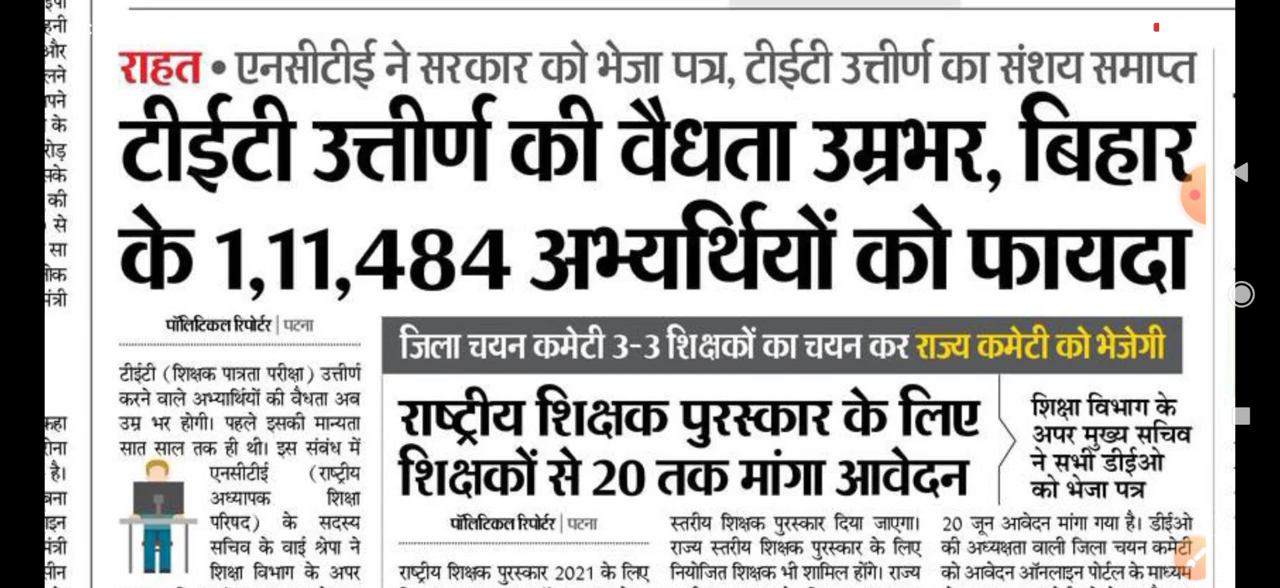 राहत • एनसीटीई ने सरकार को भेजा पत्र, टीईटी उत्तीर्ण का संशय समाप्त
टीईटी उत्तीर्ण की वैधता उम्रभर, बिहार
के 1,11,484 अभ्यर्थियों को फायदा
पॉलिटिकल रिपोर्टर | पटना
टीईटी (शिक्षक पात्रता परीक्षा) उत्तीर्ण
करने वाले अभ्यार्थियों की वैधता अब
उम्र भर होगी। पहले इसकी मान्यता
सात साल तक ही थी। इस संबंध में
एनसीटीई (राष्ट्रीय
अध्यापक शिक्षा
परिषद) के सदस्य
सचिव के वाई श्रेपा ने
शिक्षा विभाग के अपर
जिला चयन कमेटी 3-3 शिक्षकों का चयन कर राज्य कमेटी को भेजेगी
राष्ट्रीय शिक्षक पुरस्कार के लिए
शिक्षकों से 20 तक मांगा आवेदन
शिक्षा विभाग के
अपर मुख्य सचिव
ने सभी डीईओ
को भेजा पत्र
पॉलिटिकल रिपोर्टर | पटना
राष्ट्रीय शिक्षक पुरस्कार 2021 के लिए
स्तरीय शिक्षक पुरस्कार दिया जाएगा।
राज्य स्तरीय शिक्षक पुरस्कार के लिए
नियोजित शिक्षक भी शामिल होंगे। राज्य
20 जून आवेदन मांगा गया है। डीईओ
की अध्यक्षता वाली जिला चयन कमेटी
को आवेदन ऑनलाइन पोर्टल के माध्यम